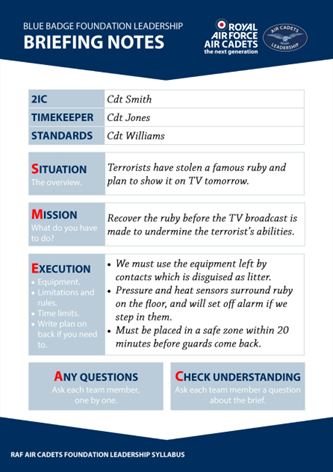 BLUE BADGE FOUNDATION LEADERSHIP
BRIEFING NOTES
ROYAL
AIR FORCE
AIR CADETS
the next generation
AIR CADETS
LEADERSHIP
2IC Cdt Smith
TIMEKEEPER Cdt Jones
STANDARDS Cdt Williams
SITUATION
The overview.
Terrorists have stolen a famous ruby and
plan to show it on TV tomorrow.
MISSION
What do you have
to do?
Recover the ruby before the TV broadcast is
made to undermine the terrorist's abilities.
EXECUTION
• Equipment.
• Limitations and
rules.
• Time limits.
• Write plan on
back if you need
to.
• We must use the equipment left by
contacts which is disguised as litter.
• Pressure and heat sensors surround ruby
on the floor, and will set off alarm if we
step in them.
• Must be placed in a safe zone within 20
minutes before guards come back.
ANY QUESTIONS
Ask each team member,
one by one.
CHECK UNDERSTANDING
Ask each team member a question
about the brief.
RAF AIR CADETS FOUNDATION LEADERSHIP SYLLABUS